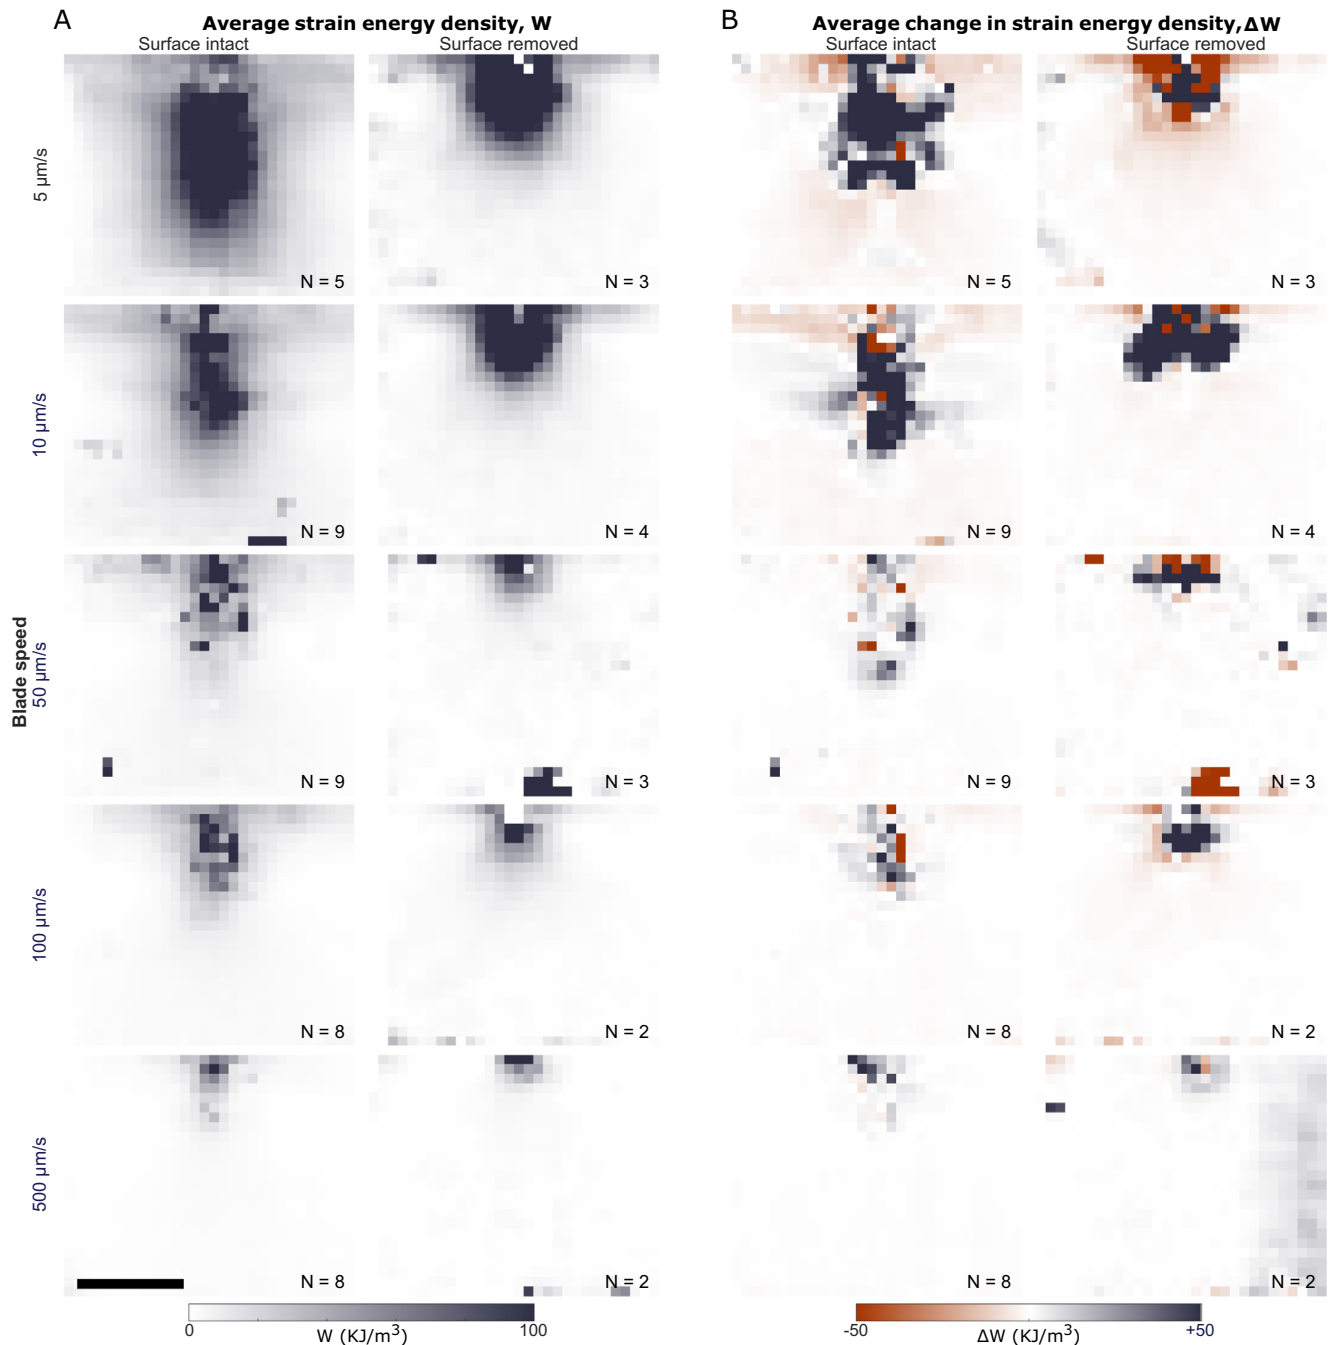 A Average strain energy density, W
Surface intact Surface removed
B Average change in strain energy density, ΔW
Surface intact Surface removed
Blade speed
5 μm/s
N = 5 N = 3 N = 5 N = 3
10 μm/s
N = 9 N = 4 N = 9 N = 4
50 μm/s
N = 9 N = 3 N = 9 N = 3
100 μm/s
N = 8 N = 2 N = 8 N = 2
500 μm/s
N = 8 N = 2 N = 8 N = 2
0 W (KJ/m³) 100
-50 ΔW (KJ/m³) +50